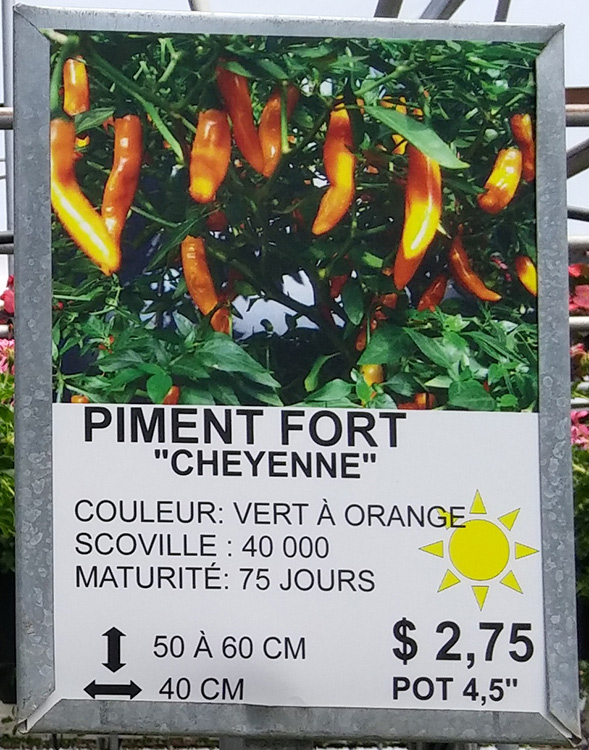 PIMENT FORT
"CHEYENNE"
COULEUR: VERT À ORANGE
SCOVILLE : 40 000
MATURITÉ: 75 JOURS
50 À 60 CM
40 CM
$ 2,75
POT 4,5"